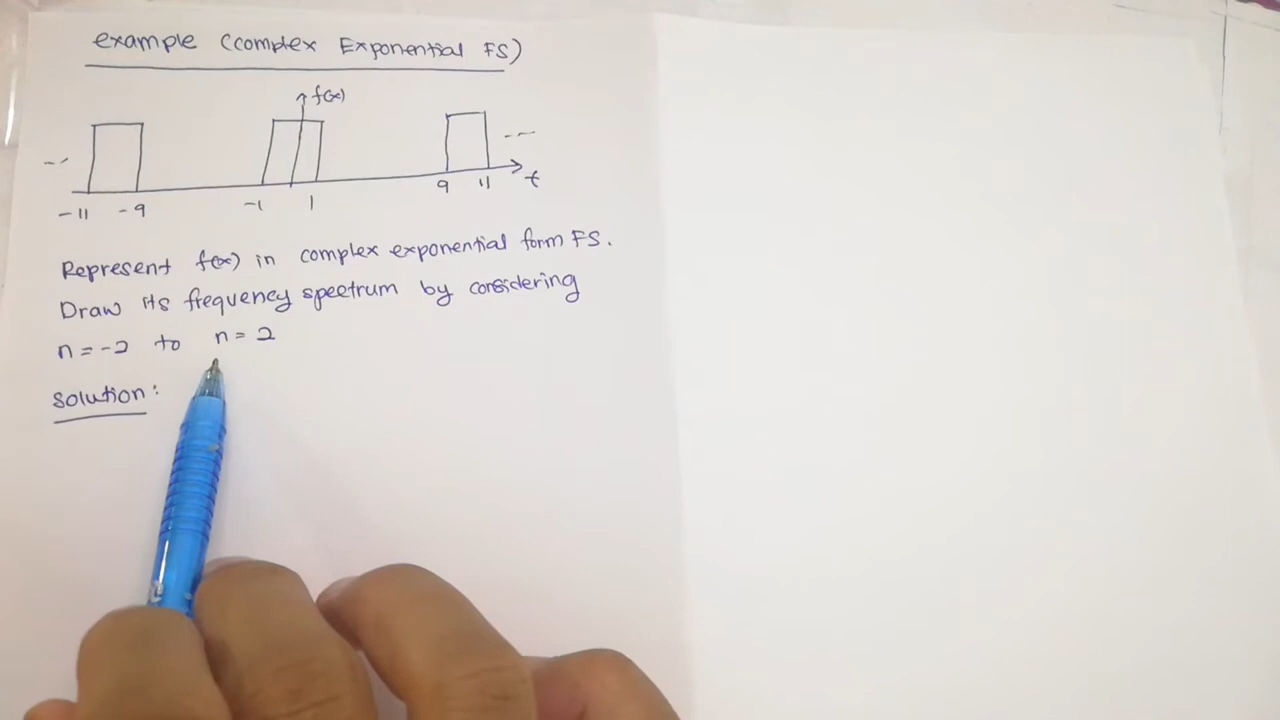 example (complex Exponential FS)
f(x)
-11 -9 -1 1 9 11 t
Represent f(x) in complex exponential form FS.
Draw its frequency spectrum by considering
n = -2 to n = 2
solution: